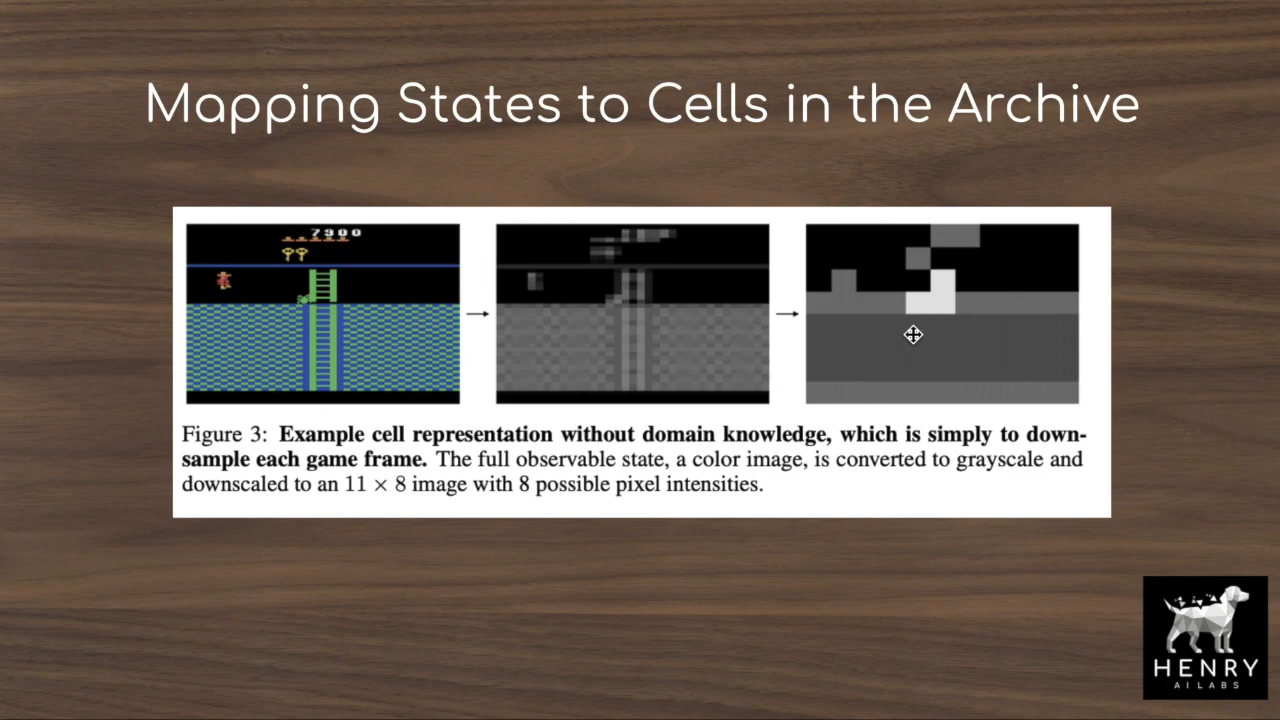 Mapping States to Cells in the Archive
7900
Figure 3: Example cell representation without domain knowledge, which is simply to down-
sample each game frame. The full observable state, a color image, is converted to grayscale and
downscaled to an 11 × 8 image with 8 possible pixel intensities.
HENRY
AI LABS